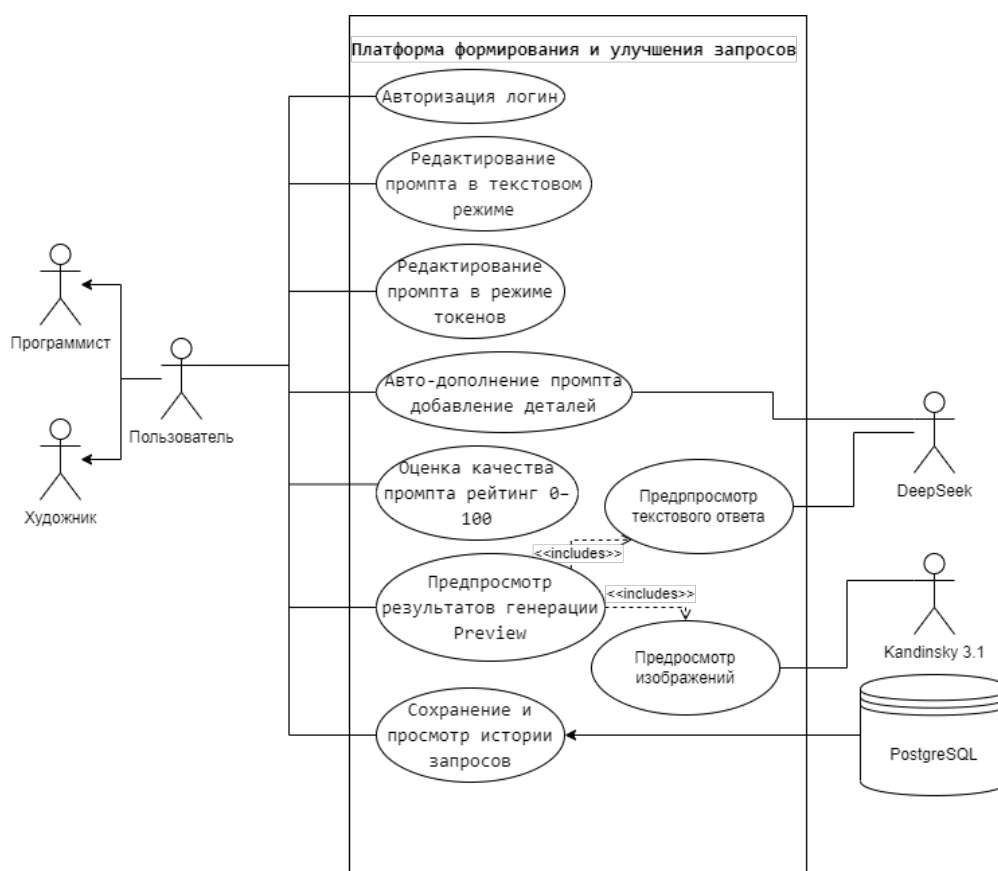 Платформа формирования и улучшения запросов
Авторизация логин
Редактирование
промпта в текстовом
режиме
Редактирование
промпта в режиме
токенов
Программист
Пользователь
Художник
Авто-дополнение промпта
добавление деталей
DeepSeek
Оценка качества
промпта рейтинг 0–
100
Предрпросмотр
текстового ответа
<<includes>>
Предпросмотр
результатов генерации
Preview
<<includes>>
Предросмотр
изображений
Kandinsky 3.1
Сохранение и
просмотр истории
запросов
PostgreSQL